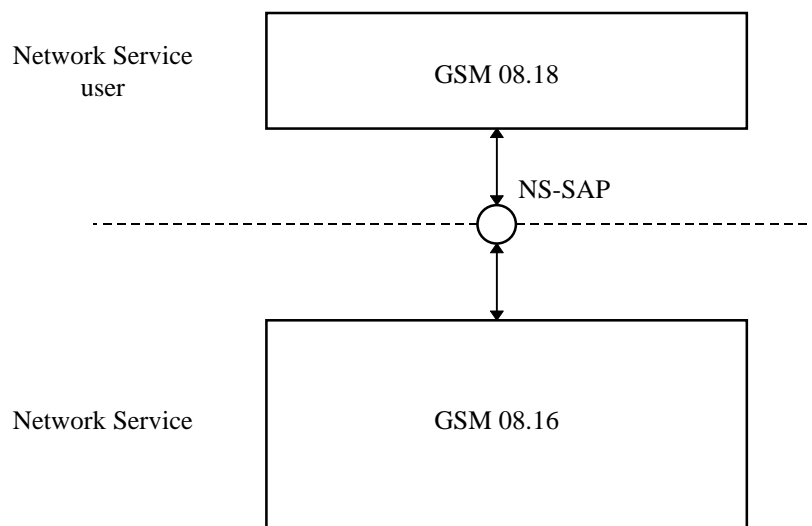 Network Service
user
GSM 08.18
NS-SAP
Network Service
GSM 08.16